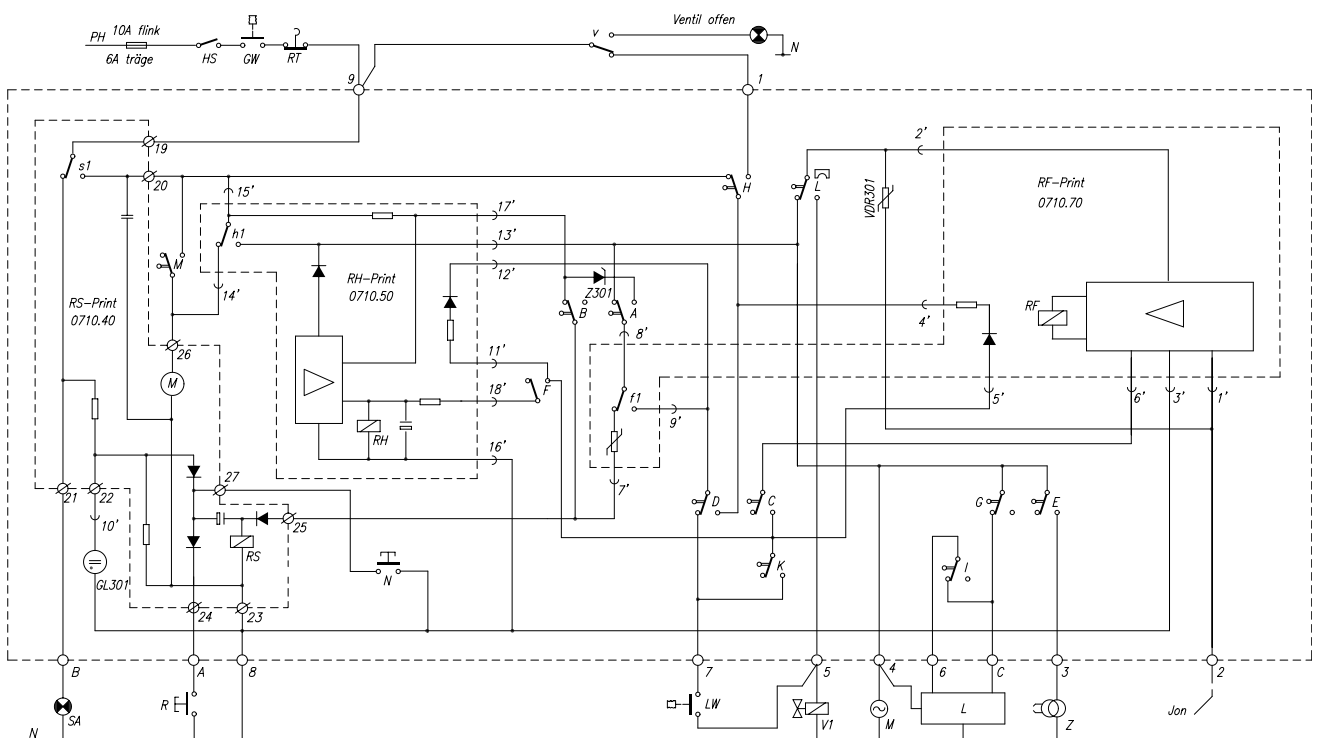 Ventil offen
PH
10A flink
6A träge
HS
GW
RT
v
N
9
1
19
s1
20
15'
h1
17'
13'
12'
H
L
2'
VDR301
RF-Print
0710.70
M
14'
RS-Print
0710.40
RH-Print
0710.50
Z301
B
A
8'
4'
RF
26
M
11'
F
18'
RH
16'
f1
9'
5'
6'
3'
1'
7'
27
21
22
10'
25
RS
GL301
N
D
C
K
G
E
I
24
23
B
A
8
7
5
4
6
C
3
2
SA
R
LW
V1
M
L
Z
Jon
N